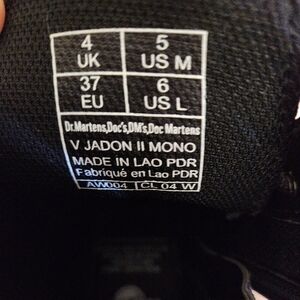 4 5
UK US M
37 6
EU US L
Dr.Martens,Doc's,DM's,Doc Martens
V JADON II MONO
MADE IN LAO PDR
Fabriqué en Lao PDR
AW004 CL 04 W